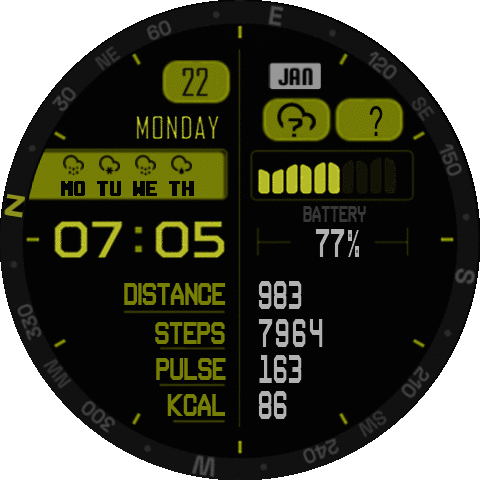 22
JAN
MONDAY
? ?
MO TU WE TH
BATTERY
07:05
77%
DISTANCE 983
STEPS 7964
PULSE 163
KCAL 86
N
30
NE
60
E
120
SE
150
S
210
SW
240
W
300
NW
330